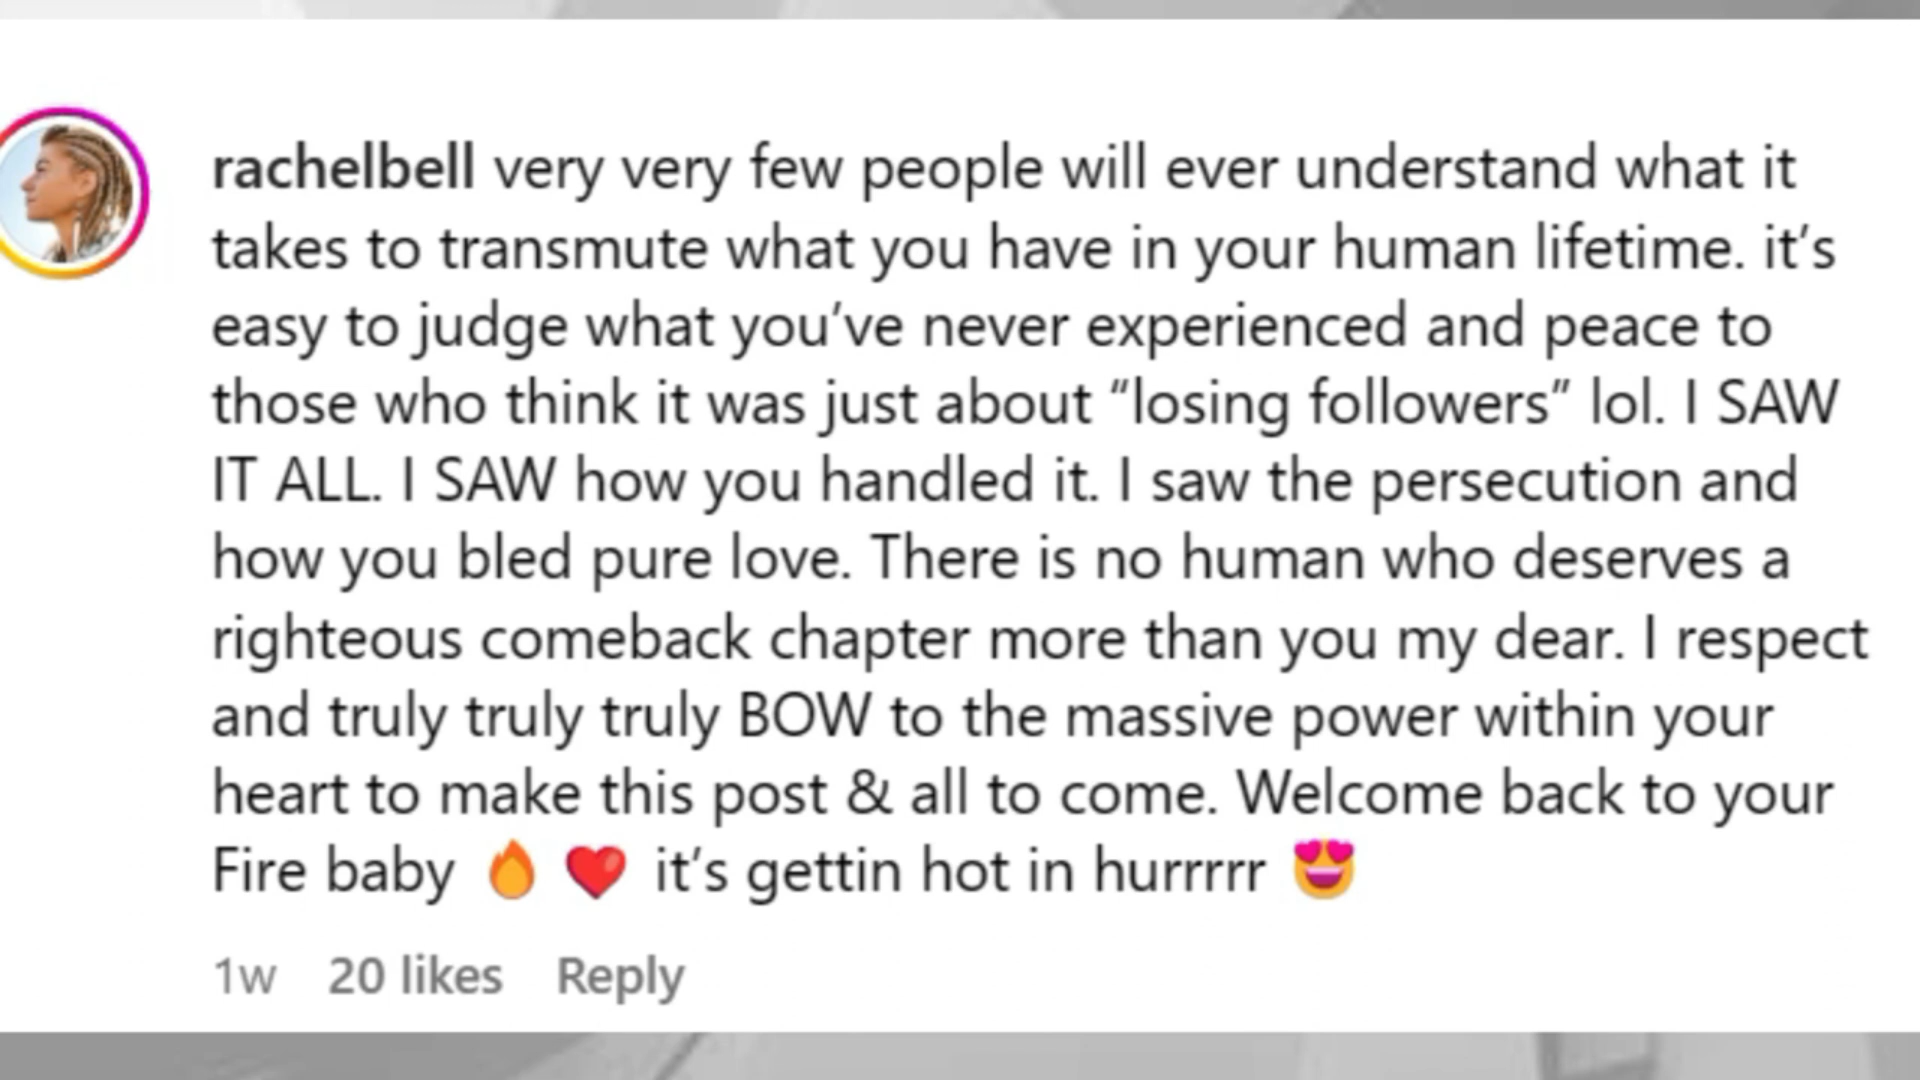 rachelbell very very few people will ever understand what it
takes to transmute what you have in your human lifetime. it’s
easy to judge what you’ve never experienced and peace to
those who think it was just about “losing followers” lol. I SAW
IT ALL. I SAW how you handled it. I saw the persecution and
how you bled pure love. There is no human who deserves a
righteous comeback chapter more than you my dear. I respect
and truly truly truly BOW to the massive power within your
heart to make this post & all to come. Welcome back to your
Fire baby 🔥 ❤️ it’s gettin hot in hurrrrr 😍
1w 20 likes Reply